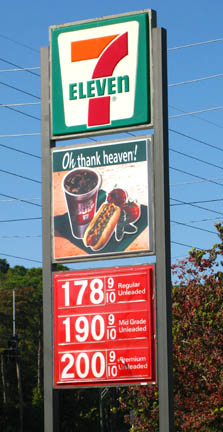 7
ELEVEN
®
Oh thank heaven!
178 9/10 Regular Unleaded
190 9/10 Mid Grade Unleaded
200 9/10 Premium Unleaded